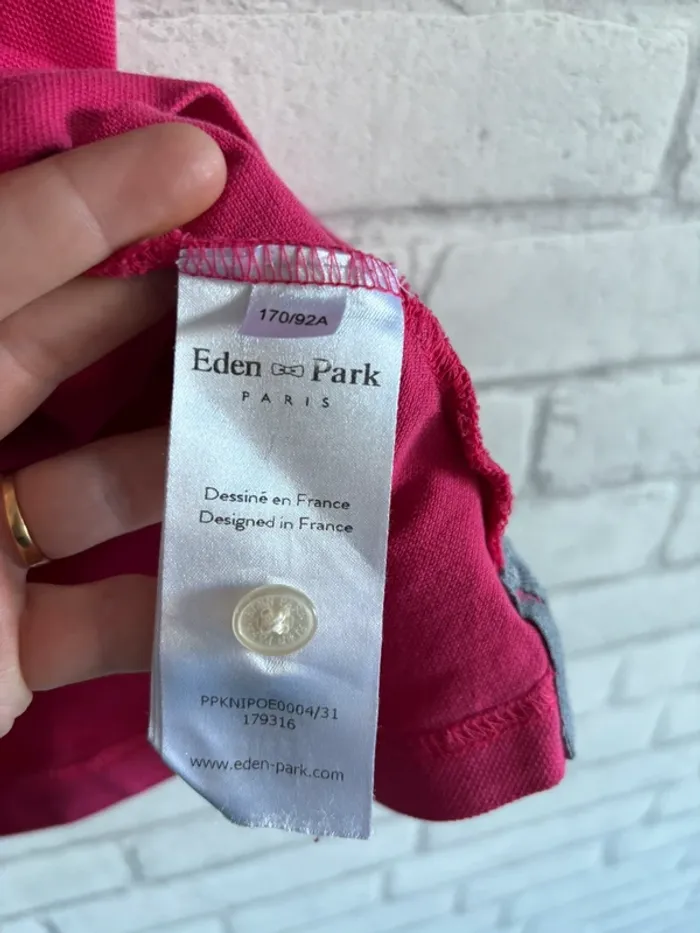 170/92A
Eden Park
PARIS
Dessiné en France
Designed in France
PPKNIPOE0004/31
179316
www.eden-park.com